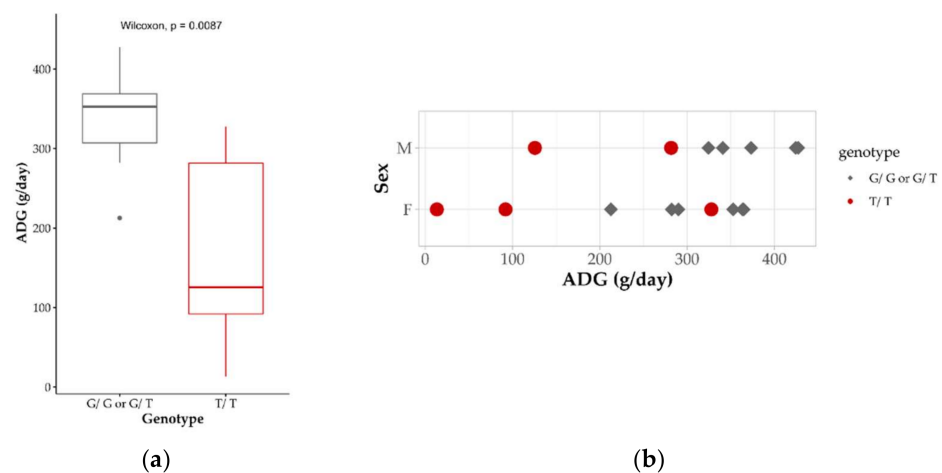 Wilcoxon, p = 0.0087
400
300
200
100
0
ADG (g/day)
G/ G or G/ T
T/ T
Genotype
(a)
M
F
Sex
0
100
200
300
400
ADG (g/day)
genotype
G/ G or G/ T
T/ T
(b)